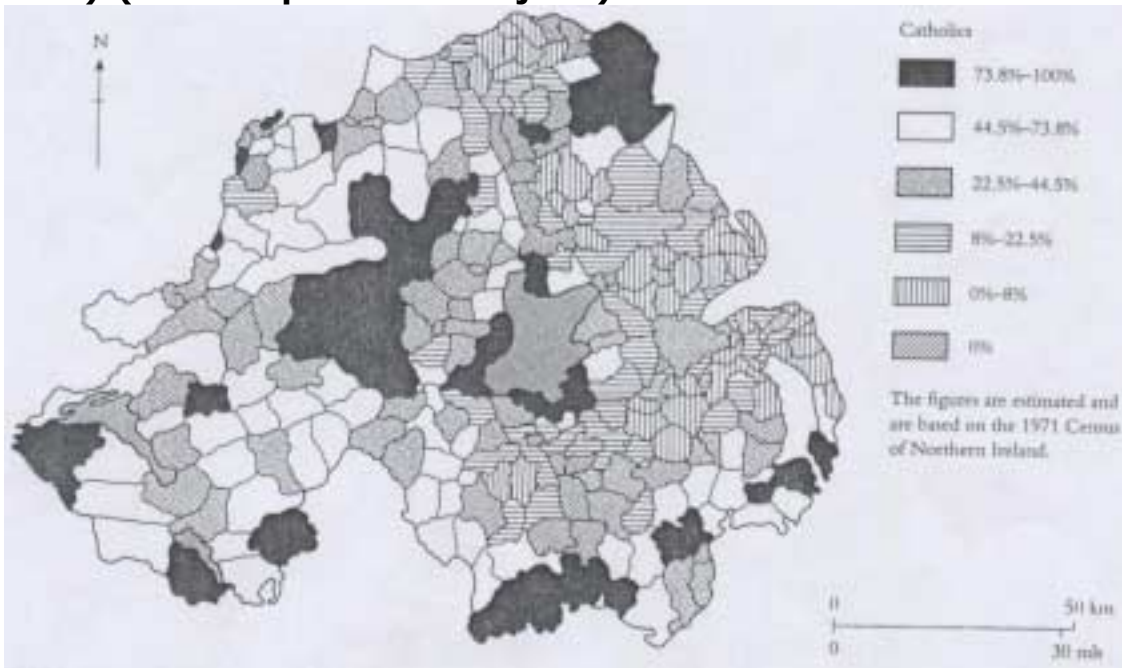 N
Catholics
73.8%–100%
44.5%–73.8%
22.5%–44.5%
8%–22.5%
0%–8%
0%
The figures are estimated and
are based on the 1971 Census
of Northern Ireland.
0 50 km
0 30 mls